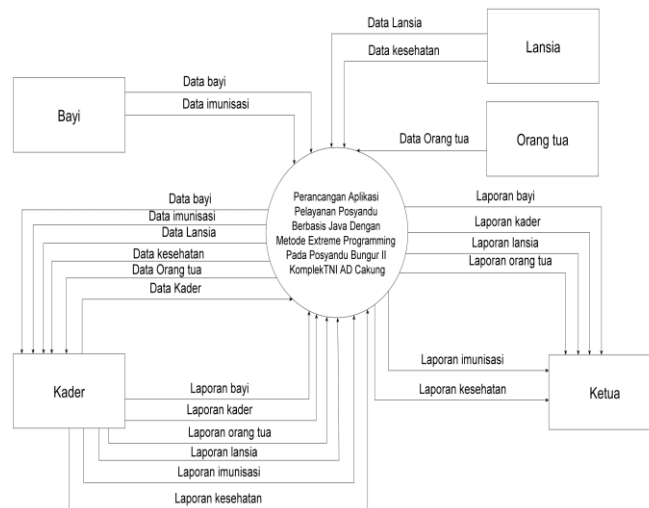 Data Lansia
Lansia
Data kesehatan
Data bayi
Bayi
Data imunisasi
Data Orang tua
Orang tua
Perancangan Aplikasi
Pelayanan Posyandu
Berbasis Java Dengan
Metode Extreme Programming
Pada Posyandu Bungur II
KomplekTNI AD Cakung
Data bayi
Data imunisasi
Data Lansia
Data kesehatan
Data Orang tua
Data Kader
Laporan bayi
Laporan kader
Laporan lansia
Laporan orang tua
Laporan imunisasi
Laporan kesehatan
Kader
Ketua
Laporan bayi
Laporan kader
Laporan orang tua
Laporan lansia
Laporan imunisasi
Laporan kesehatan